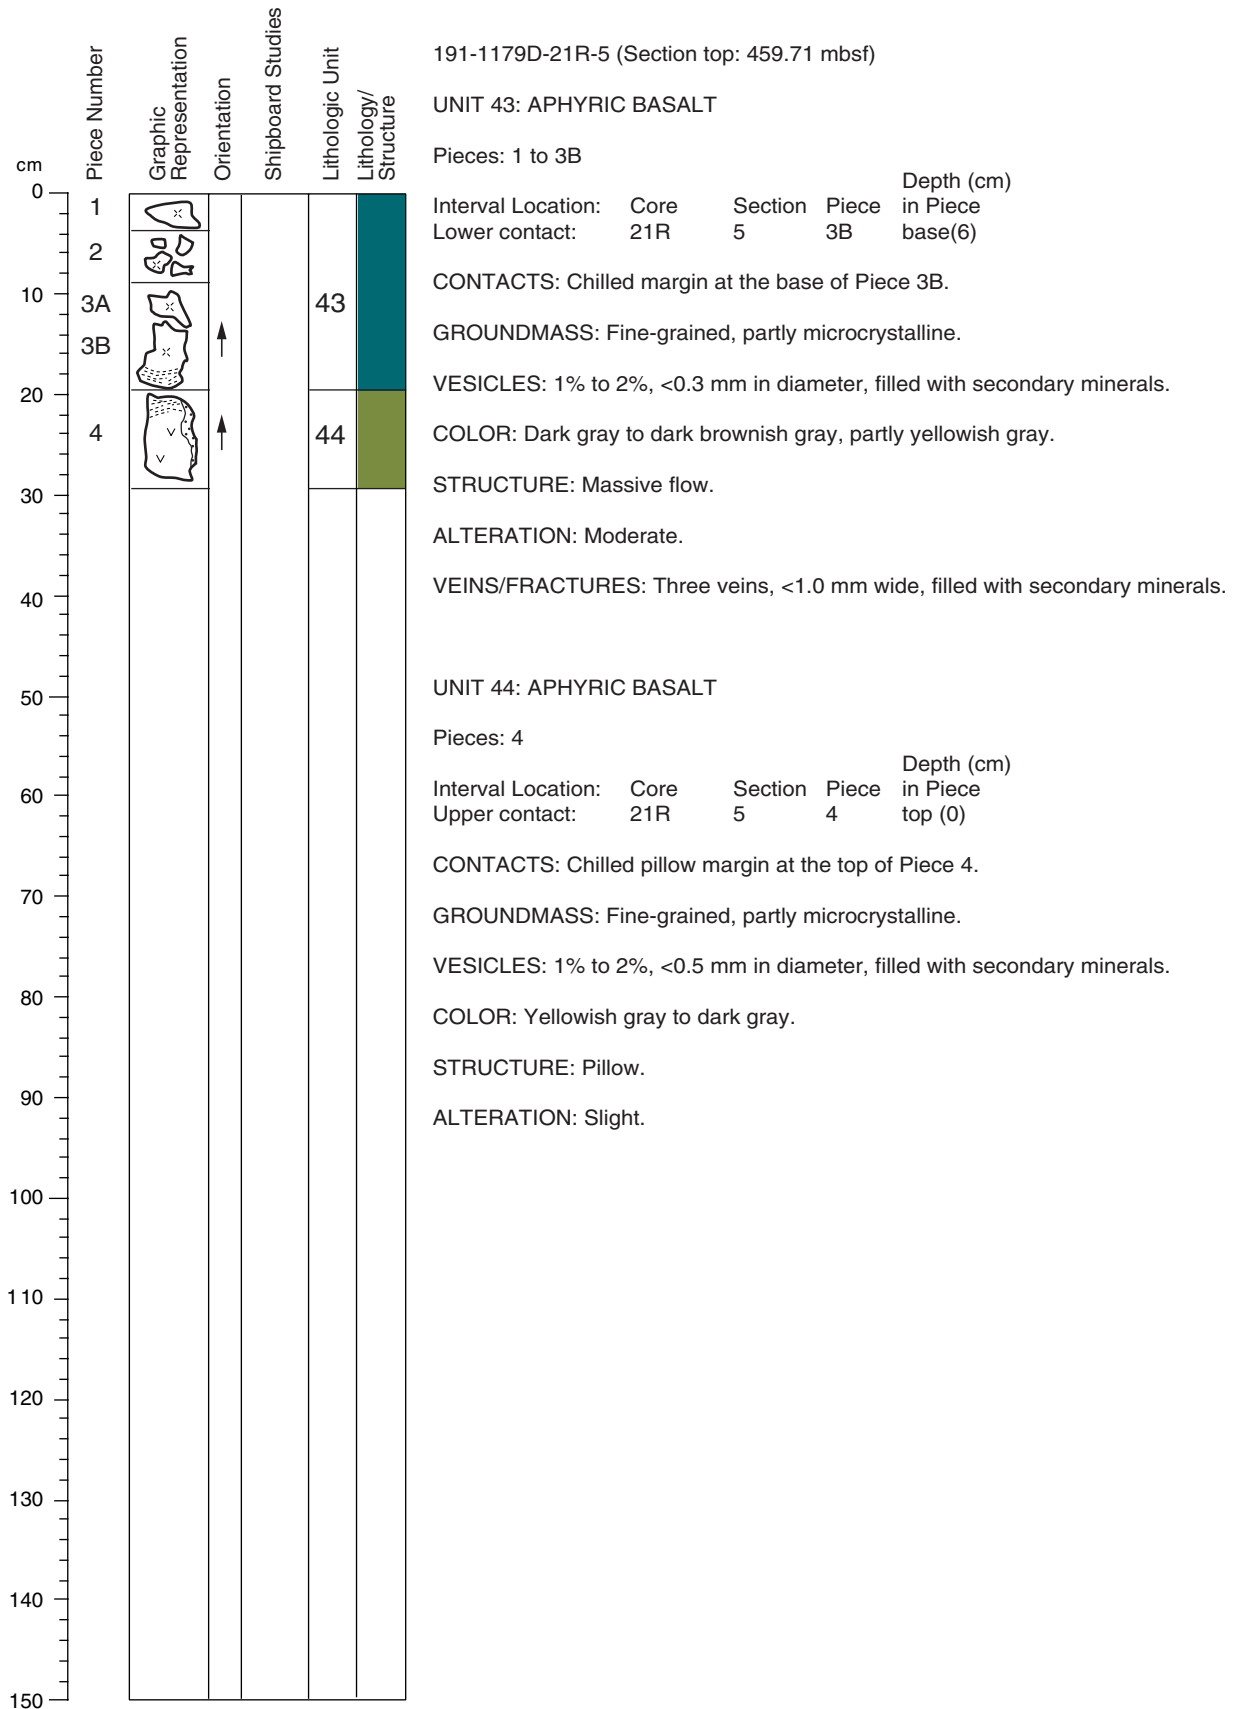 Piece Number
Graphic
Representation
Orientation
Shipboard Studies
Lithologic Unit
Lithology/
Structure
cm
0
10
20
30
40
50
60
70
80
90
100
110
120
130
140
150
1
2
3A
3B
4
43
44
191-1179D-21R-5 (Section top: 459.71 mbsf)
UNIT 43: APHYRIC BASALT
Pieces: 1 to 3B
Depth (cm)
Interval Location: Core Section Piece in Piece
Lower contact: 21R 5 3B base(6)
CONTACTS: Chilled margin at the base of Piece 3B.
GROUNDMASS: Fine-grained, partly microcrystalline.
VESICLES: 1% to 2%, <0.3 mm in diameter, filled with secondary minerals.
COLOR: Dark gray to dark brownish gray, partly yellowish gray.
STRUCTURE: Massive flow.
ALTERATION: Moderate.
VEINS/FRACTURES: Three veins, <1.0 mm wide, filled with secondary minerals.
UNIT 44: APHYRIC BASALT
Pieces: 4
Depth (cm)
Interval Location: Core Section Piece in Piece
Upper contact: 21R 5 4 top (0)
CONTACTS: Chilled pillow margin at the top of Piece 4.
GROUNDMASS: Fine-grained, partly microcrystalline.
VESICLES: 1% to 2%, <0.5 mm in diameter, filled with secondary minerals.
COLOR: Yellowish gray to dark gray.
STRUCTURE: Pillow.
ALTERATION: Slight.